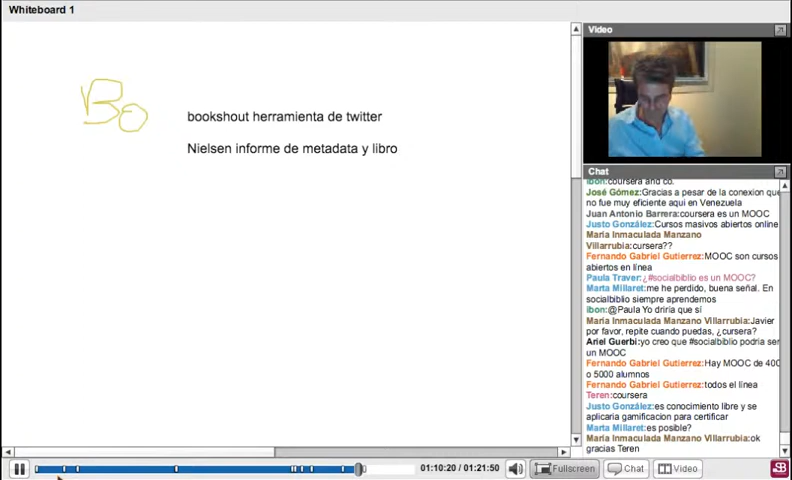 Whiteboard 1
Bo
bookshout herramienta de twitter
Nielsen informe de metadata y libro
Video
Chat
Ibon:coursera and co.
José Gómez:Gracias a pesar de la conexion que
no fue muy eficiente aqui en Venezuela
Juan Antonio Barrera:coursera es un MOOC
Justo González:Cursos masivos abiertos online
María Inmaculada Manzano
Villarrubia:cursera??
Fernando Gabriel Gutierrez:MOOC son cursos
abiertos en línea
Paula Traver:¿#socialbiblio es un MOOC?
Marta Millaret:me he perdido, buena señal. En
socialbiblio siempre aprendemos
ibon:@Paula Yo driria que si
María Inmaculada Manzano Villarrubia:Javier
por favor, repite cuando puedas, ¿cursera?
Ariel Guerbi:yo creo que #socialbiblio podria ser
un MOOC
Fernando Gabriel Gutierrez:Hay MOOC de 400
o 5000 alumnos
Fernando Gabriel Gutierrez:todos el línea
Teren:coursera
Justo González:es conocimiento libre y se
aplicaria gamificacion para certificar
Marta Millaret:es posible?
María Inmaculada Manzano Villarrubia:ok
gracias Teren
01:10:20 / 01:21:50
Fullscreen
Chat
Video
SB